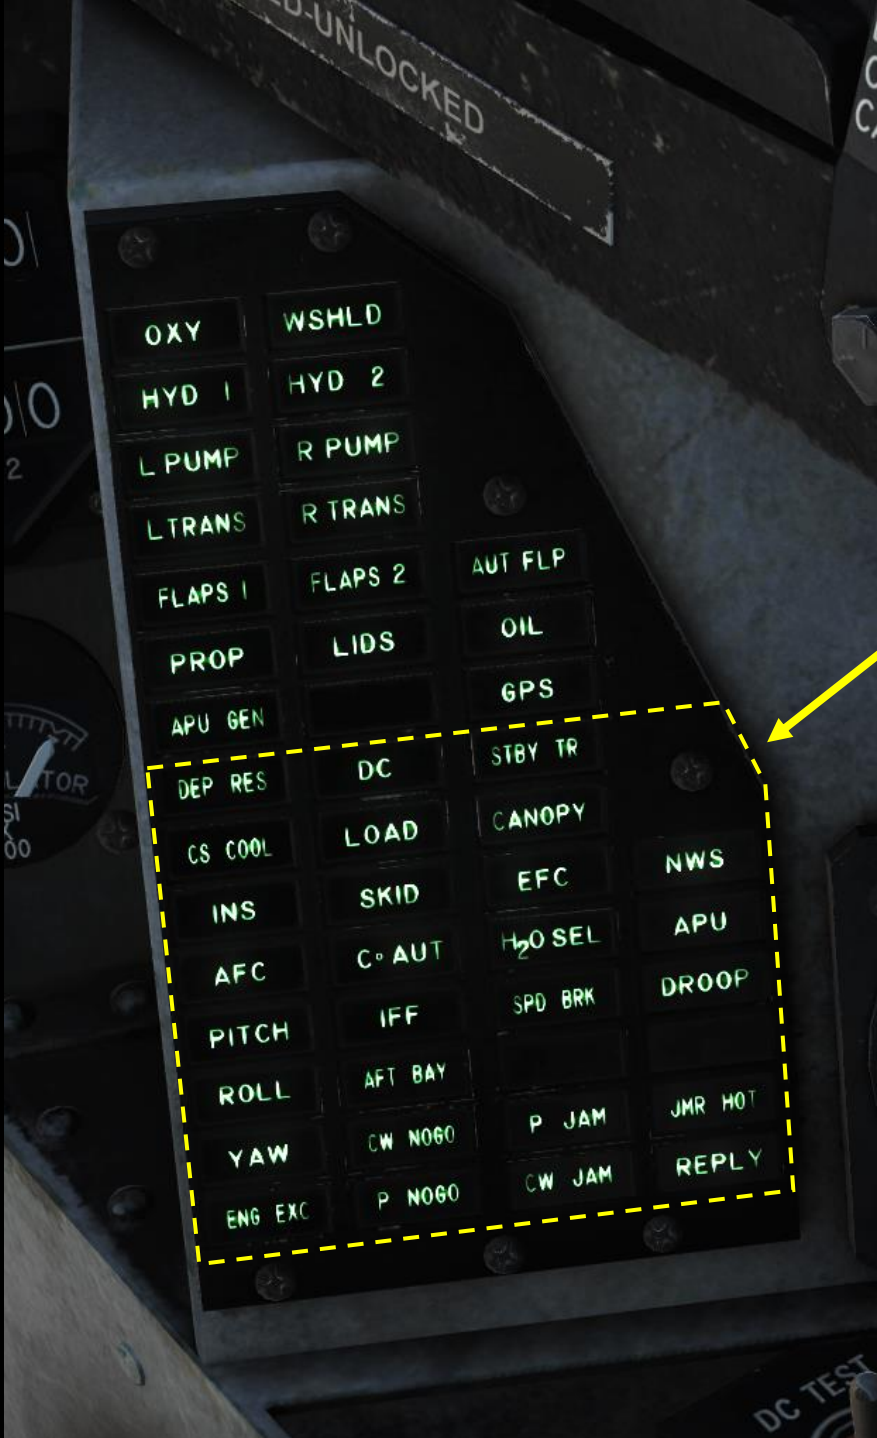 ED-UNLOCKED
OXY WSHLD
HYD 1 HYD 2
L PUMP R PUMP
L TRANS R TRANS
FLAPS 1 FLAPS 2 AUT FLP
PROP LIDS OIL
APU GEN GPS
DEP RES DC STBY TR
CS COOL LOAD CANOPY
INS SKID EFC NWS
AFC C° AUT H2O SEL APU
PITCH IFF SPD BRK DROOP
ROLL AFT BAY
YAW CW NOGO P JAM JMR HOT
ENG EXC P NOGO CW JAM REPLY
2
00
DC TEST